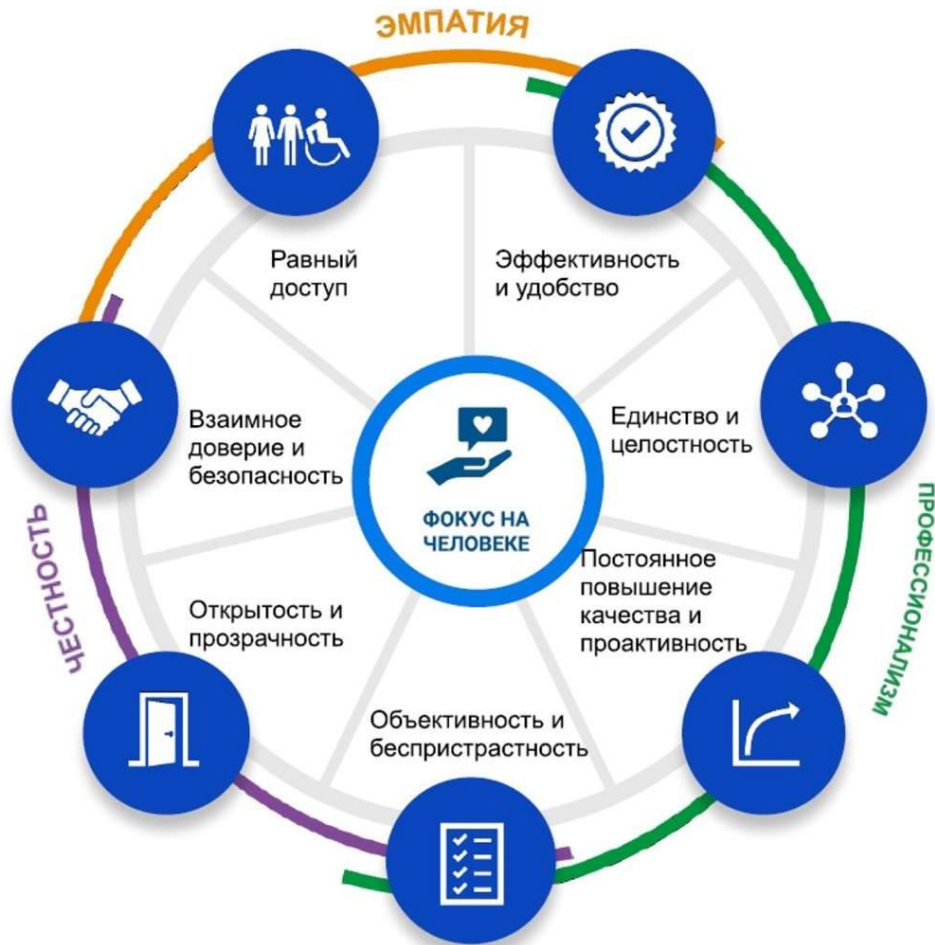 ЭМПАТИЯ
Равный
доступ
Эффективность
и удобство
Взаимное
доверие и
безопасность
Единство и
целостность
ФОКУС НА
ЧЕЛОВЕКЕ
ЧЕСТНОСТЬ
ПРОФЕССИОНАЛИЗМ
Открытость и
прозрачность
Постоянное
повышение
качества и
проактивность
Объективность и
беспристрастность